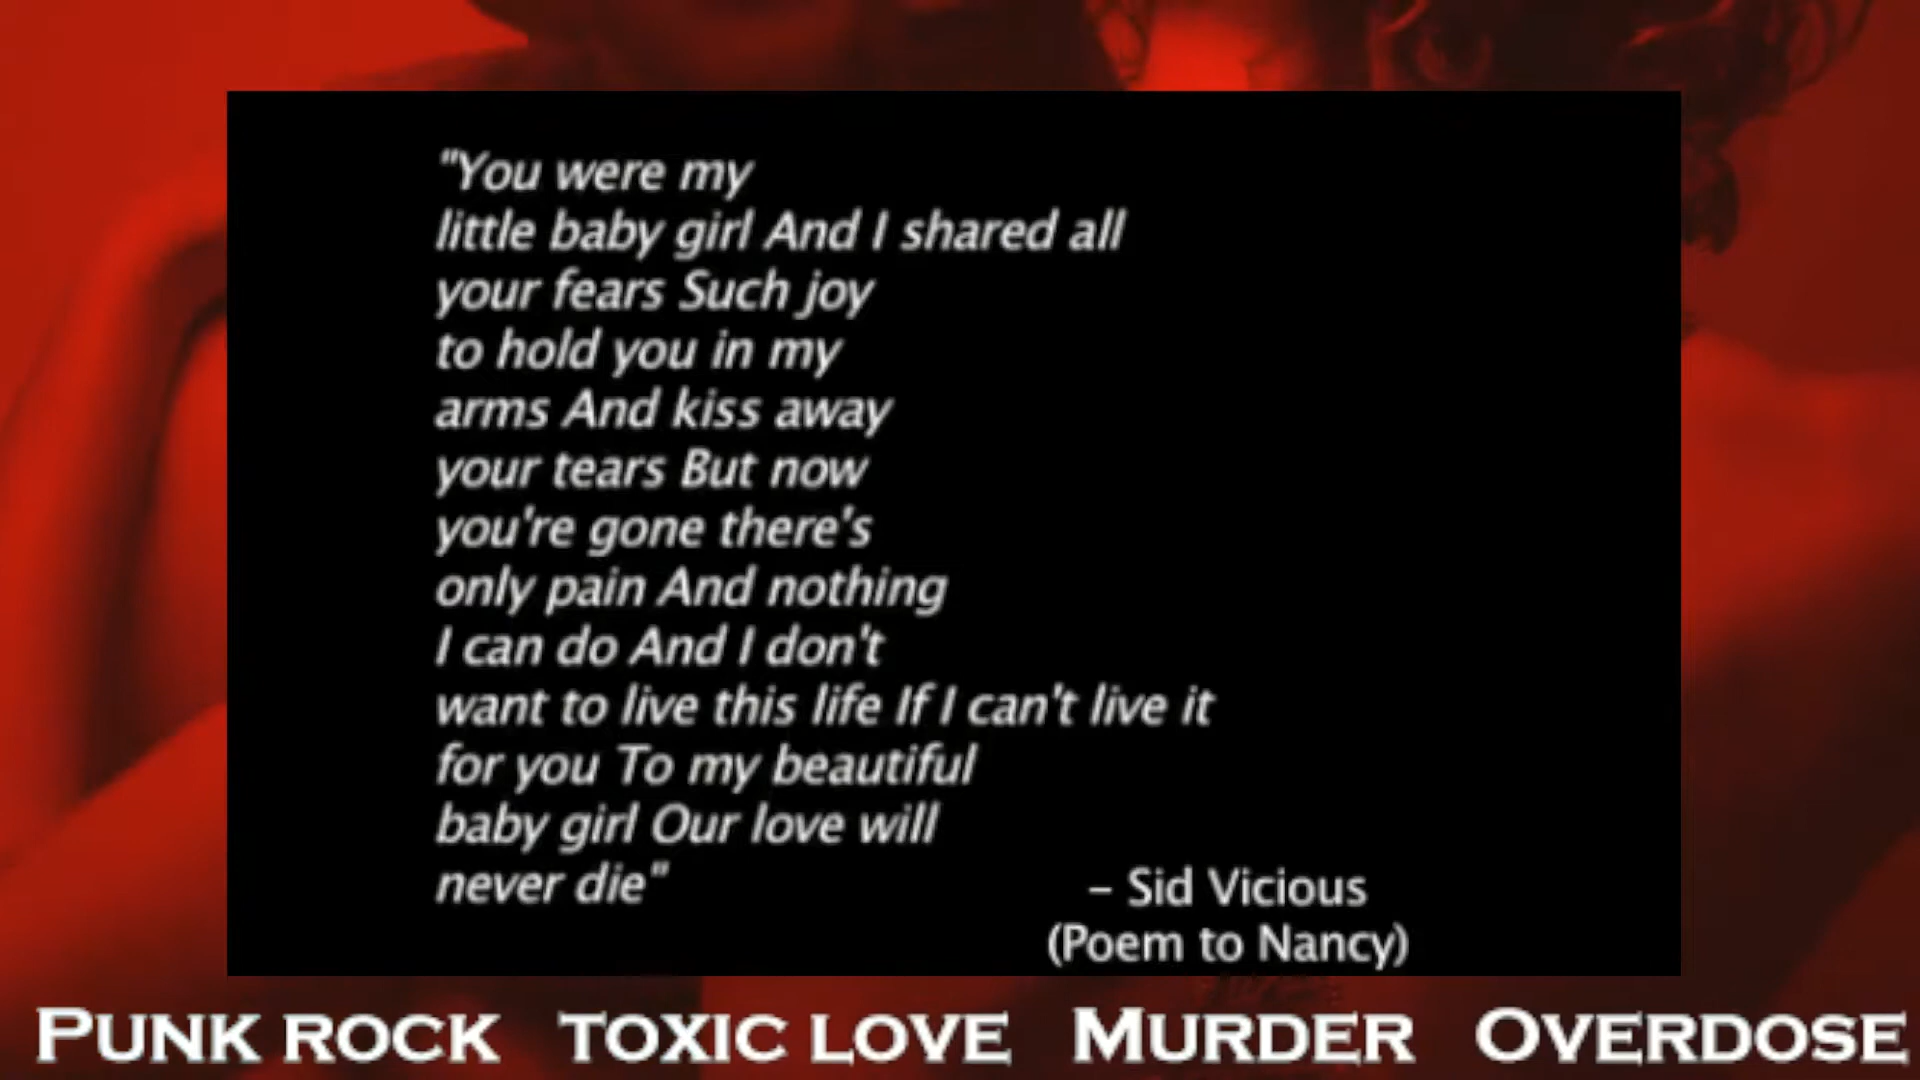 "You were my
little baby girl And I shared all
your fears Such joy
to hold you in my
arms And kiss away
your tears But now
you're gone there's
only pain And nothing
I can do And I don't
want to live this life If I can't live it
for you To my beautiful
baby girl Our love will
never die"
– Sid Vicious
(Poem to Nancy)
PUNK ROCK TOXIC LOVE MURDER OVERDOSE